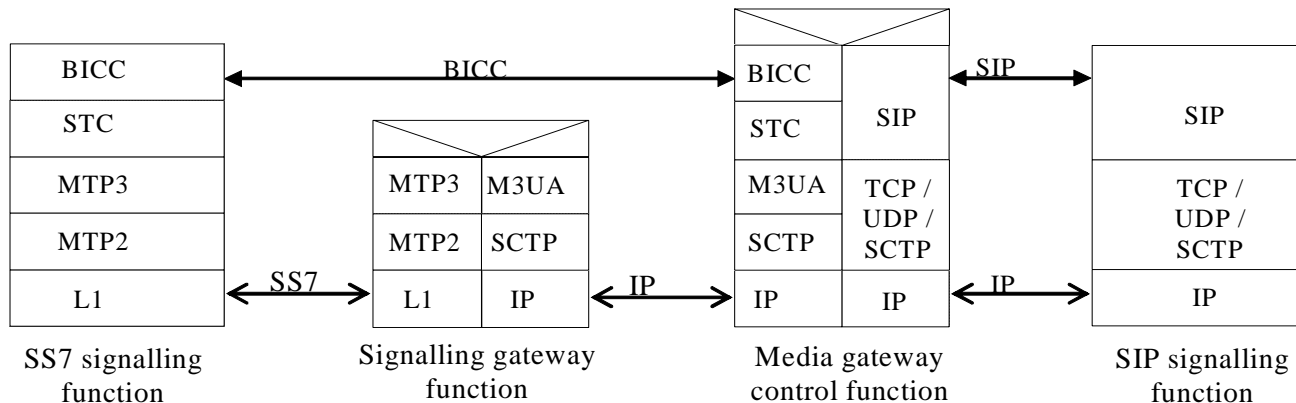 BICC
STC
MTP3
MTP2
L1
SS7 signalling
function
BICC
SS7
MTP3
M3UA
MTP2
SCTP
L1
IP
Signalling gateway
function
IP
BICC
STC
M3UA
SCTP
IP
SIP
TCP /
UDP /
SCTP
IP
Media gateway
control function
SIP
IP
SIP
TCP /
UDP /
SCTP
IP
SIP signalling
function